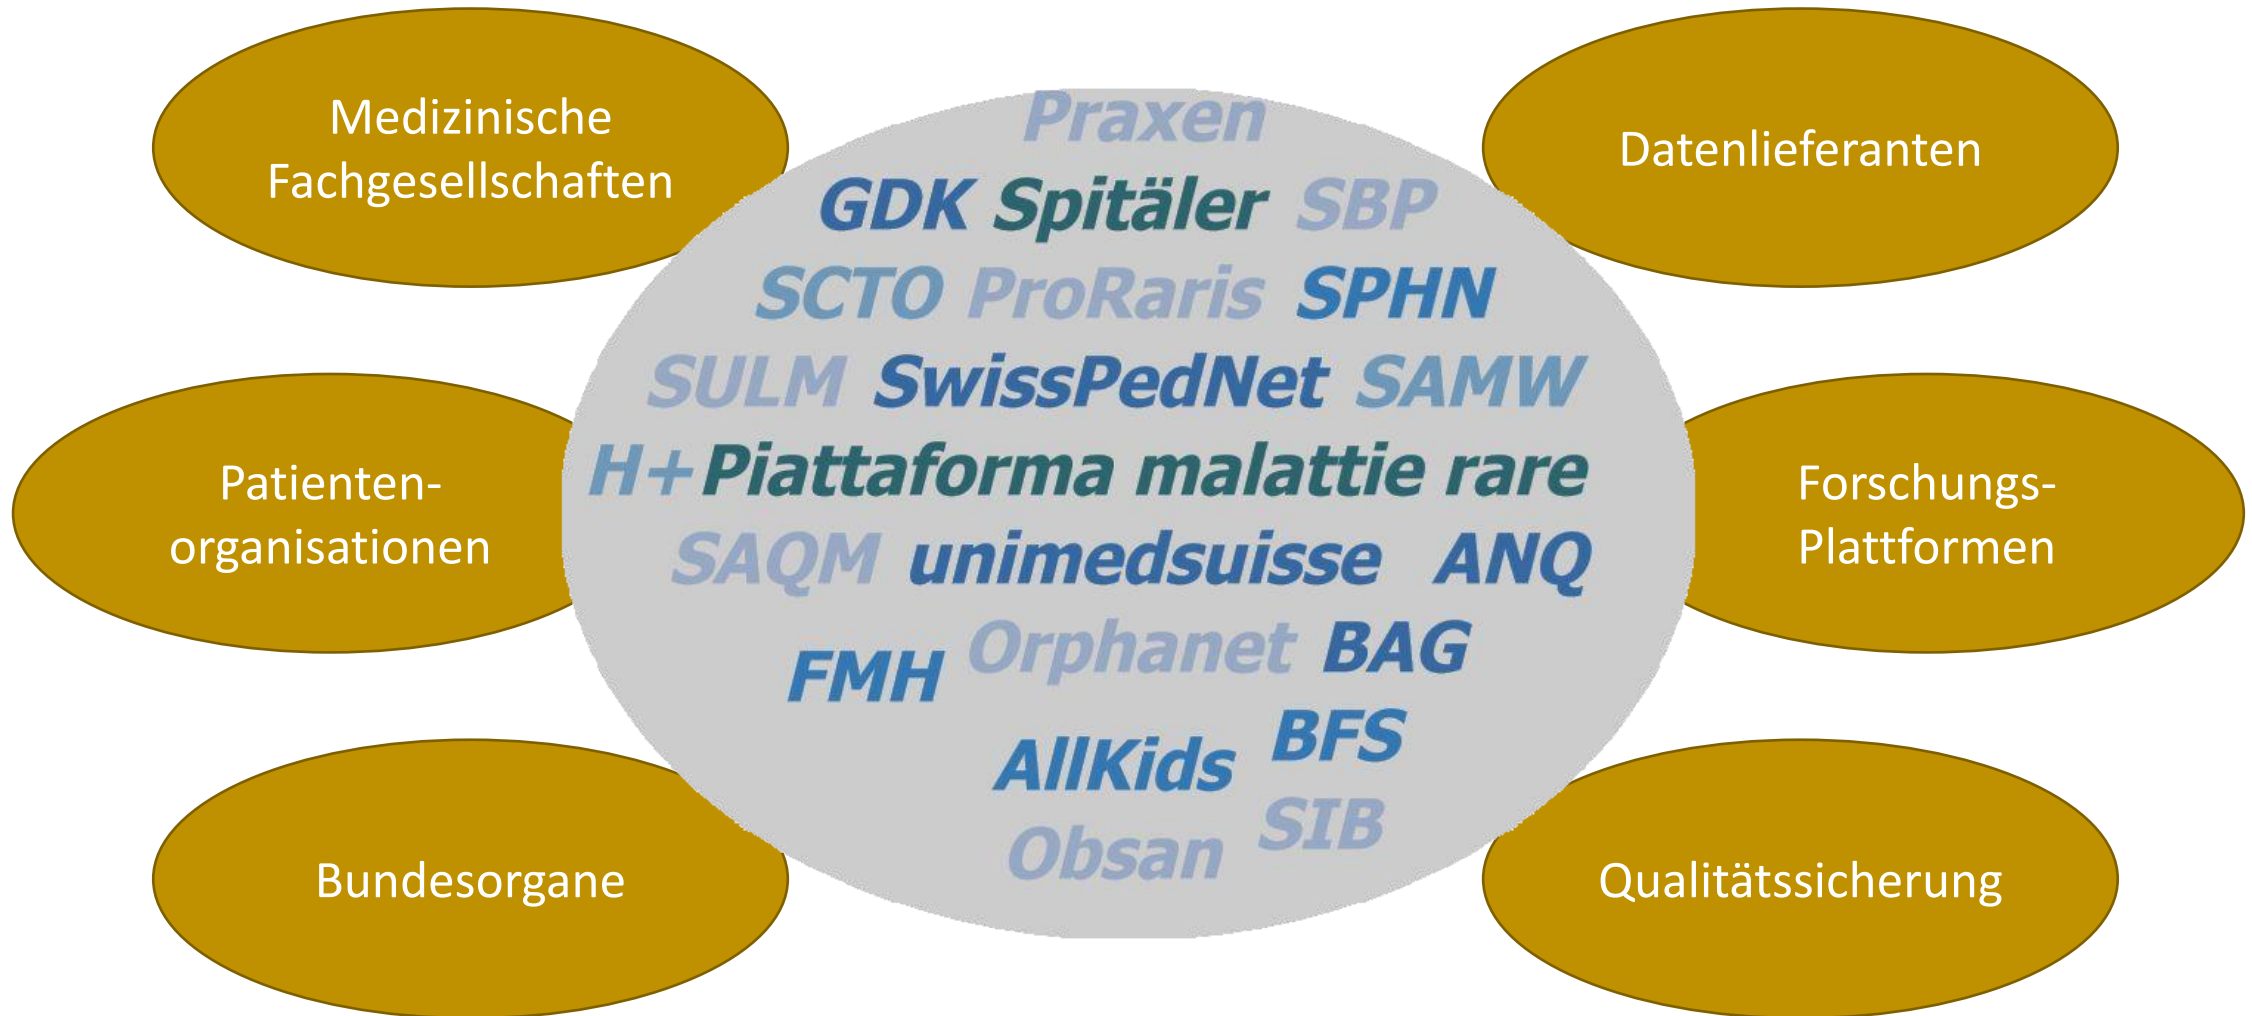 Medizinische
Fachgesellschaften
Datenlieferanten
Praxen
GDK Spitäler SBP
SCTO ProRaris SPHN
SULM SwissPedNet SAMW
Patienten-
organisationen
H+ Piattaforma malattie rare
Forschungs-
Plattformen
SAQM unimedsuisse ANQ
FMH Orphanet BAG
AllKids BFS
Obsan SIB
Bundesorgane
Qualitätssicherung